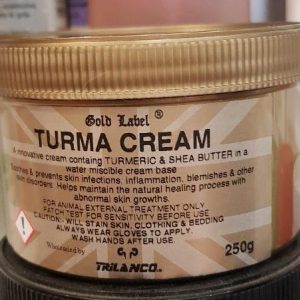 Gold Label ®
TURMA CREAM
A innovative cream containg TURMERIC & SHEA BUTTER in a
water miscible cream base
Soothes & prevents skin infections, inflammation, blemishes & other
skin disorders. Helps maintain the natural healing process with
abnormal skin growths.
FOR ANIMAL EXTERNAL TREATMENT ONLY
PATCH TEST FOR SENSITIVITY BEFORE USE
CAUTION: WILL STAIN SKIN, CLOTHING & BEDDING
ALWAYS WEAR GLOVES TO APPLY
WASH HANDS AFTER USE.
Wholesaled by
250g
TRILANCO